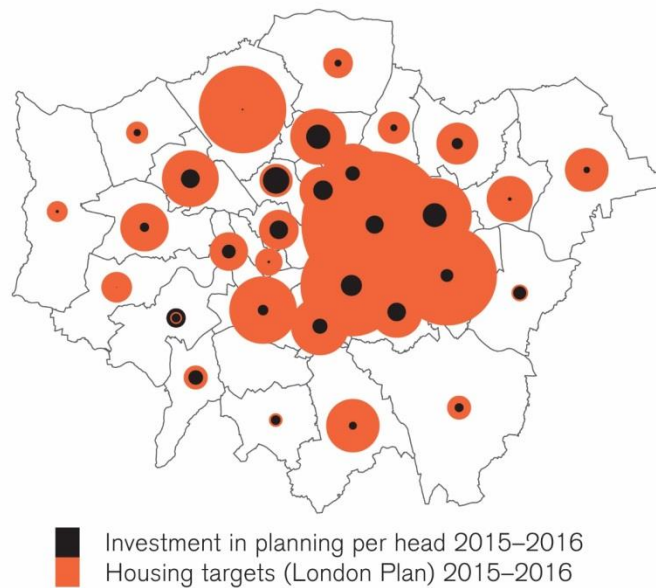 Investment in planning per head 2015–2016
Housing targets (London Plan) 2015–2016